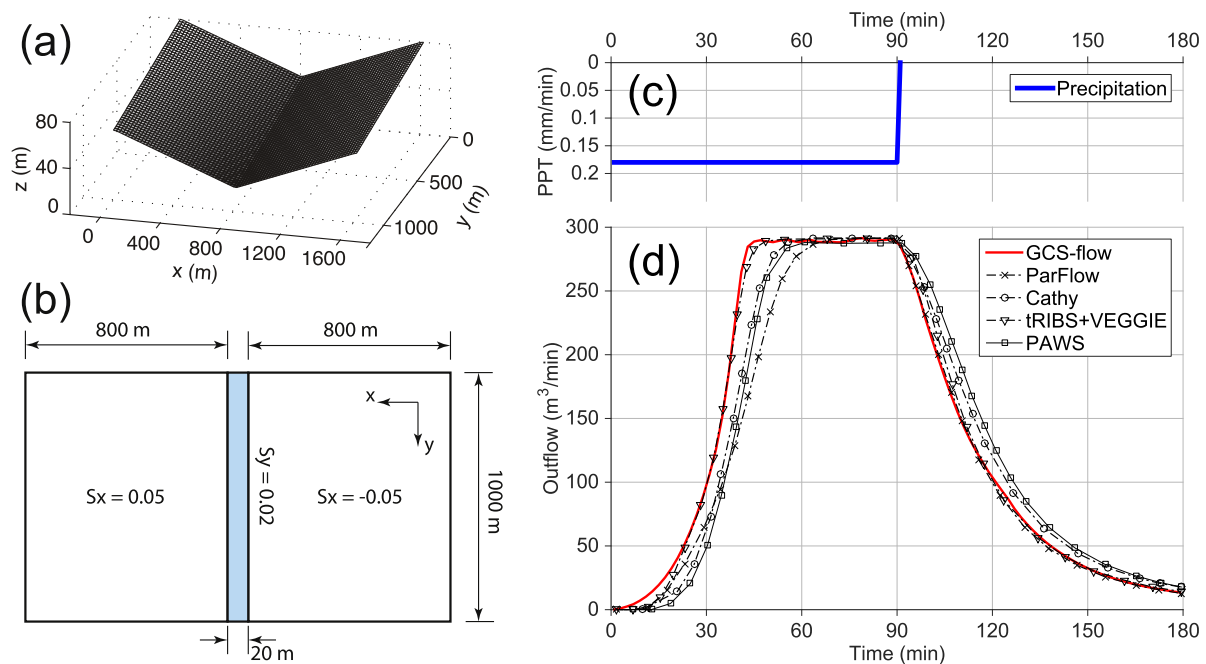 (a)
80
40
0
z (m)
0
400
800
1200
1600
x (m)
0
500
1000
y (m)
(b)
800 m
800 m
x
y
Sx = 0.05
Sy = 0.02
Sx = -0.05
1000 m
20 m
Time (min)
0 30 60 90 120 150 180
(c)
Precipitation
0
0.05
0.1
0.15
0.2
PPT (mm/min)
300
250
200
150
100
50
0
Outflow (m³/min)
(d)
GCS-flow
ParFlow
Cathy
tRIBS+VEGGIE
PAWS
0 30 60 90 120 150 180
Time (min)